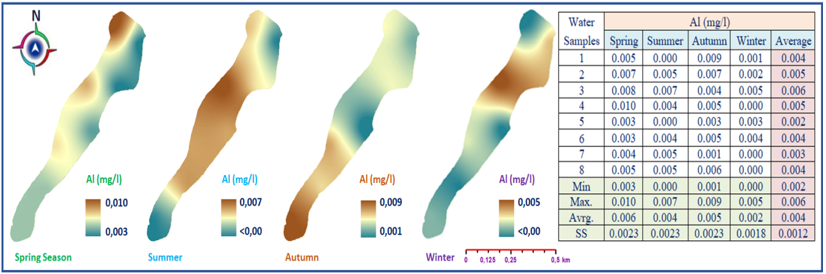 N
Al (mg/l)
0,010
0,003
Spring Season
Al (mg/l)
0,007
<0,00
Summer
Al (mg/l)
0,009
0,001
Autumn
Al (mg/l)
0,005
<0,00
Winter
0 0,125 0,25 0,5 km
Water Samples Al (mg/l)
Spring Summer Autumn Winter Average
1 0.005 0.000 0.009 0.001 0.004
2 0.007 0.005 0.007 0.002 0.005
3 0.008 0.007 0.004 0.005 0.006
4 0.010 0.004 0.005 0.000 0.005
5 0.003 0.000 0.003 0.003 0.002
6 0.003 0.004 0.005 0.004 0.004
7 0.004 0.005 0.001 0.000 0.003
8 0.005 0.005 0.006 0.000 0.004
Min 0.003 0.000 0.001 0.000 0.002
Max. 0.010 0.007 0.009 0.005 0.006
Avrg. 0.006 0.004 0.005 0.002 0.004
SS 0.0023 0.0023 0.0023 0.0018 0.0012